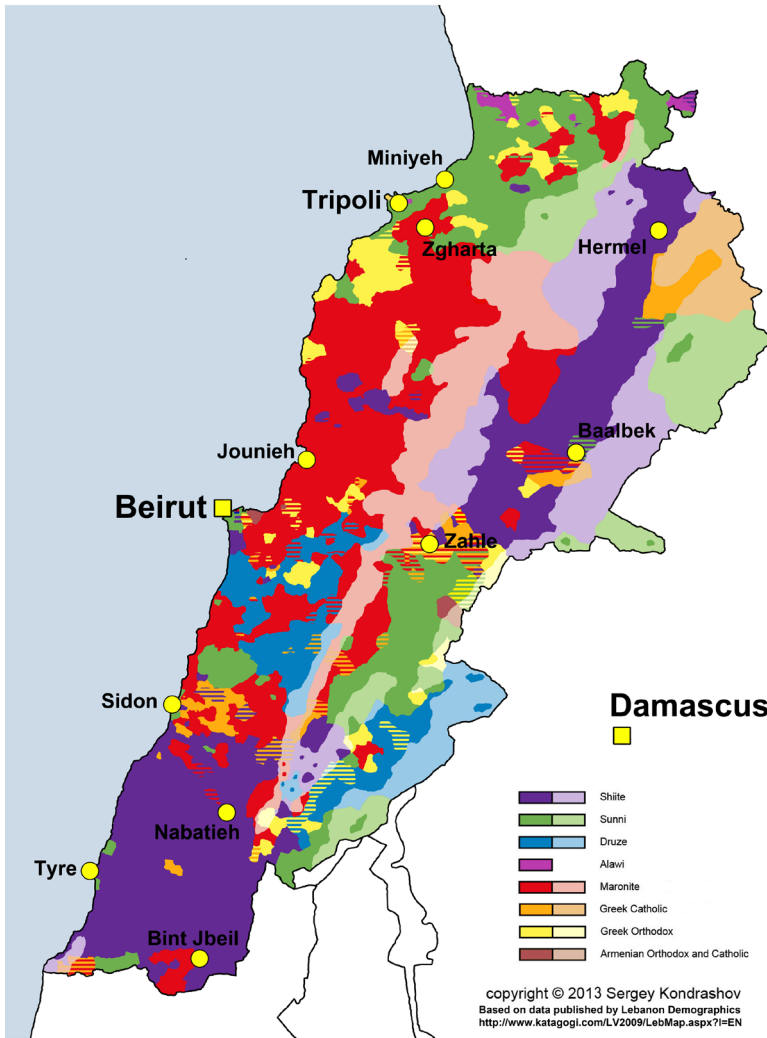 Miniyeh
Tripoli
Zgharta
Hermel
Baalbek
Jounieh
Beirut
Zahle
Sidon
Damascus
Nabatieh
Tyre
Bint Jbeil
Shiite
Sunni
Druze
Alawi
Maronite
Greek Catholic
Greek Orthodox
Armenian Orthodox and Catholic
copyright © 2013 Sergey Kondrashov
Based on data published by Lebanon Demographics
http://www.katagogi.com/LV2009/LebMap.aspx?l=EN